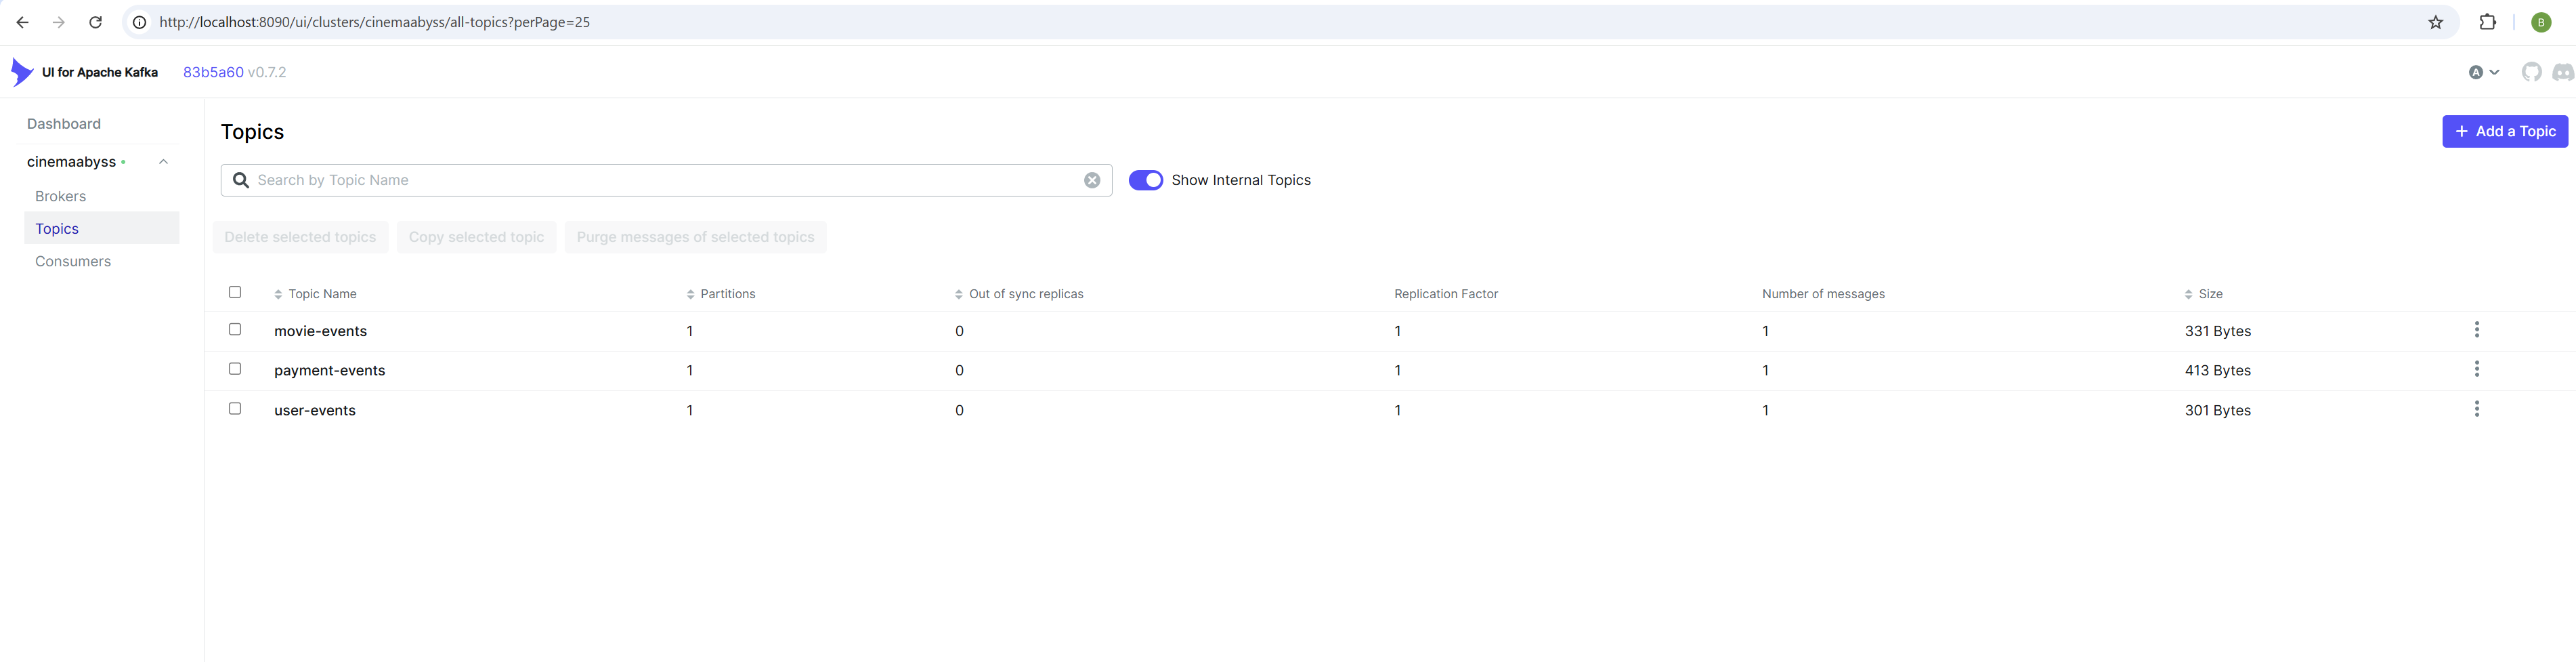 http://localhost:8090/ui/clusters/cinemaabyss/all-topics?perPage=25
B
UI for Apache Kafka 83b5a60 v0.7.2
A
Dashboard
cinemaabyss
Brokers
Topics
Consumers
Topics
+ Add a Topic
Search by Topic Name
Show Internal Topics
Delete selected topics Copy selected topic Purge messages of selected topics
Topic Name Partitions Out of sync replicas Replication Factor Number of messages Size
movie-events 1 0 1 1 331 Bytes
payment-events 1 0 1 1 413 Bytes
user-events 1 0 1 1 301 Bytes